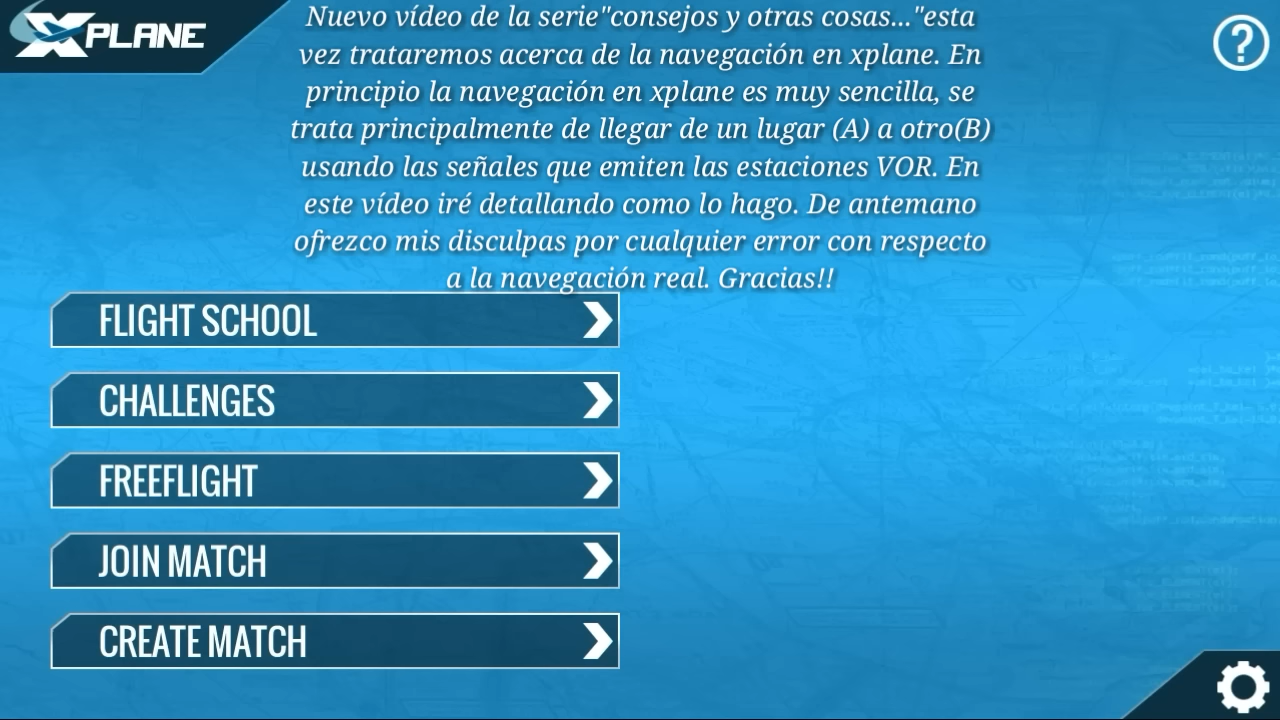 XPLANE
Nuevo vídeo de la serie"consejos y otras cosas..."esta
vez trataremos acerca de la navegación en xplane. En
principio la navegación en xplane es muy sencilla, se
trata principalmente de llegar de un lugar (A) a otro(B)
usando las señales que emiten las estaciones VOR. En
este vídeo iré detallando como lo hago. De antemano
ofrezco mis disculpas por cualquier error con respecto
a la navegación real. Gracias!!
?
FLIGHT SCHOOL
CHALLENGES
FREEFLIGHT
JOIN MATCH
CREATE MATCH